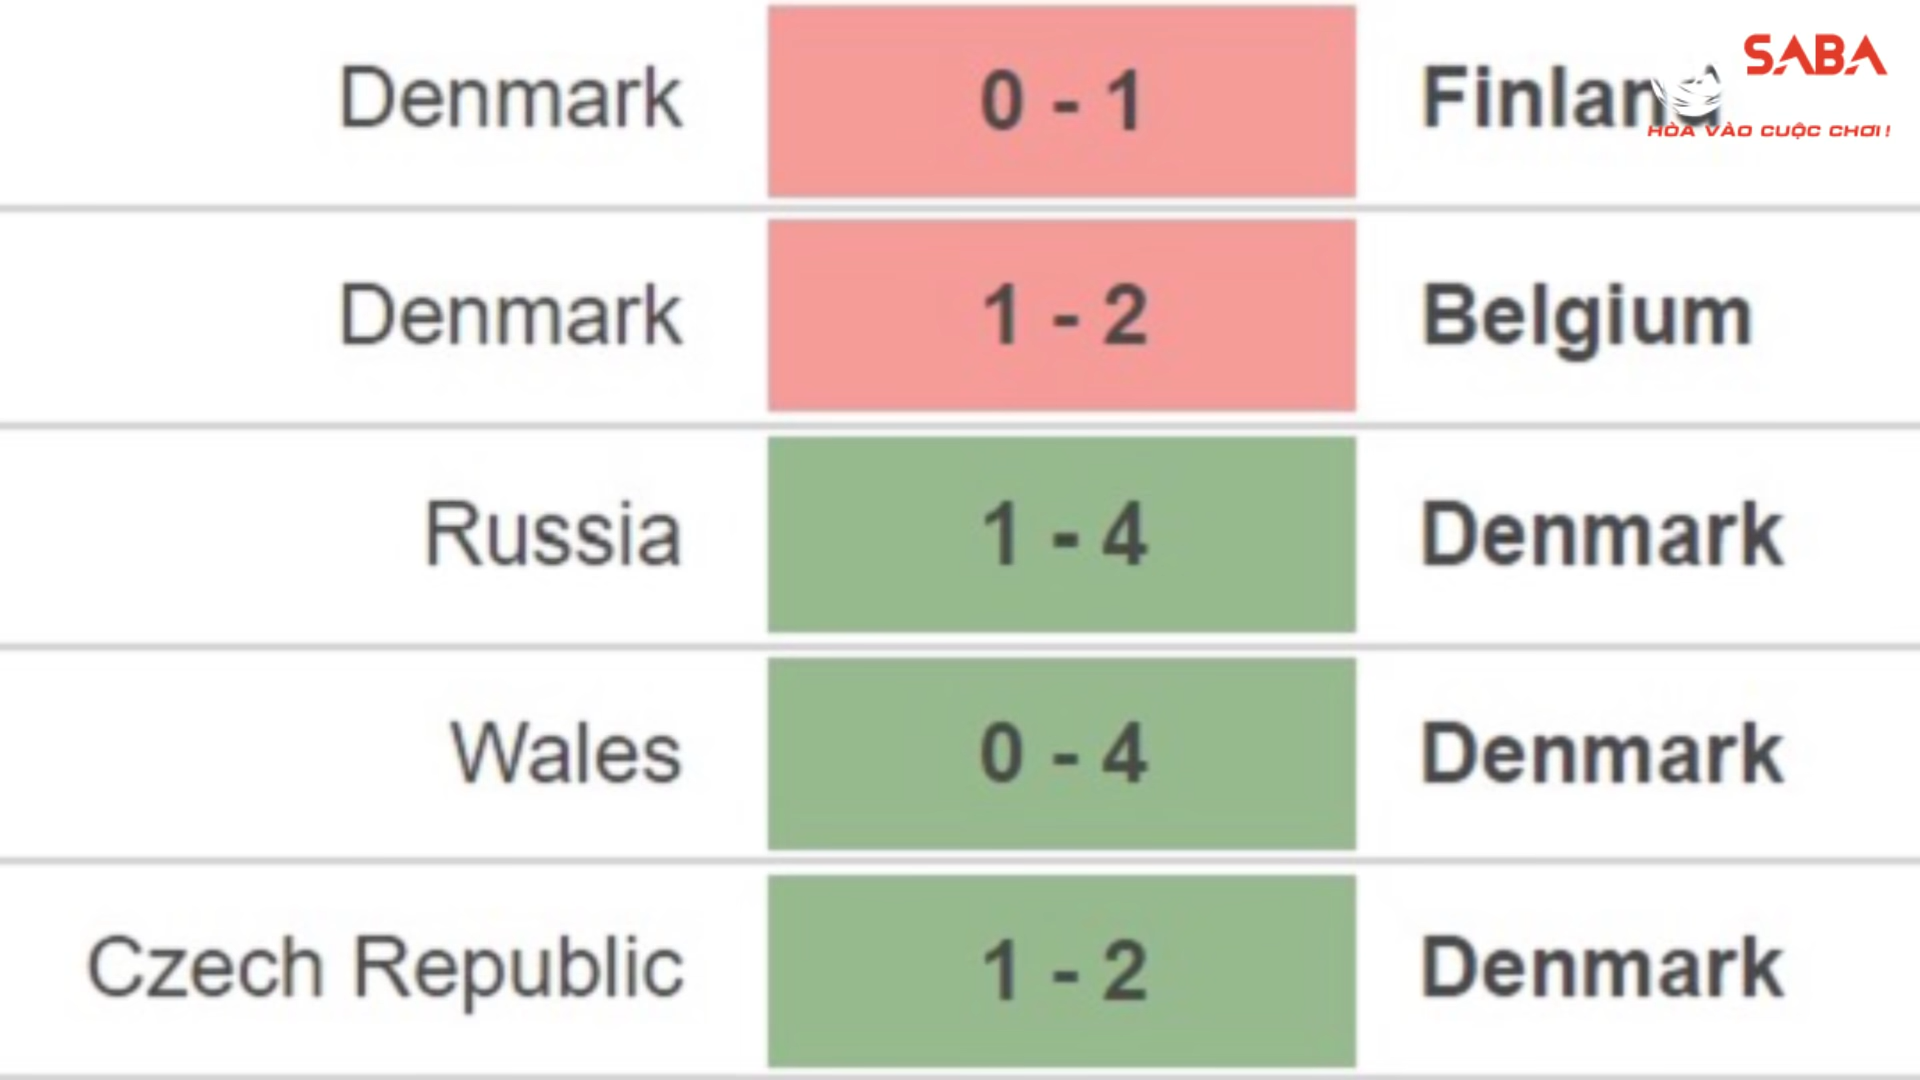 Denmark 0 - 1 Finland
SABA
HÒA VÀO CUỘC CHƠI!
Denmark 1 - 2 Belgium
Russia 1 - 4 Denmark
Wales 0 - 4 Denmark
Czech Republic 1 - 2 Denmark